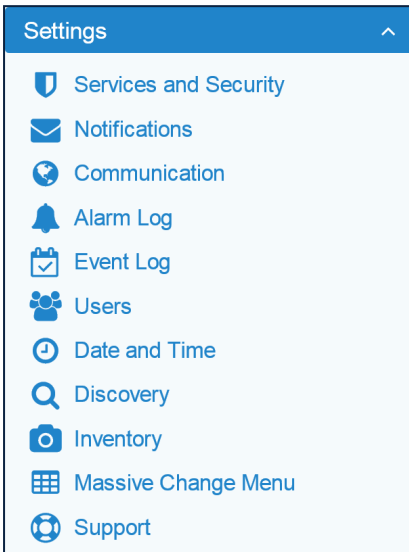 Settings
Services and Security
Notifications
Communication
Alarm Log
Event Log
Users
Date and Time
Discovery
Inventory
Massive Change Menu
Support